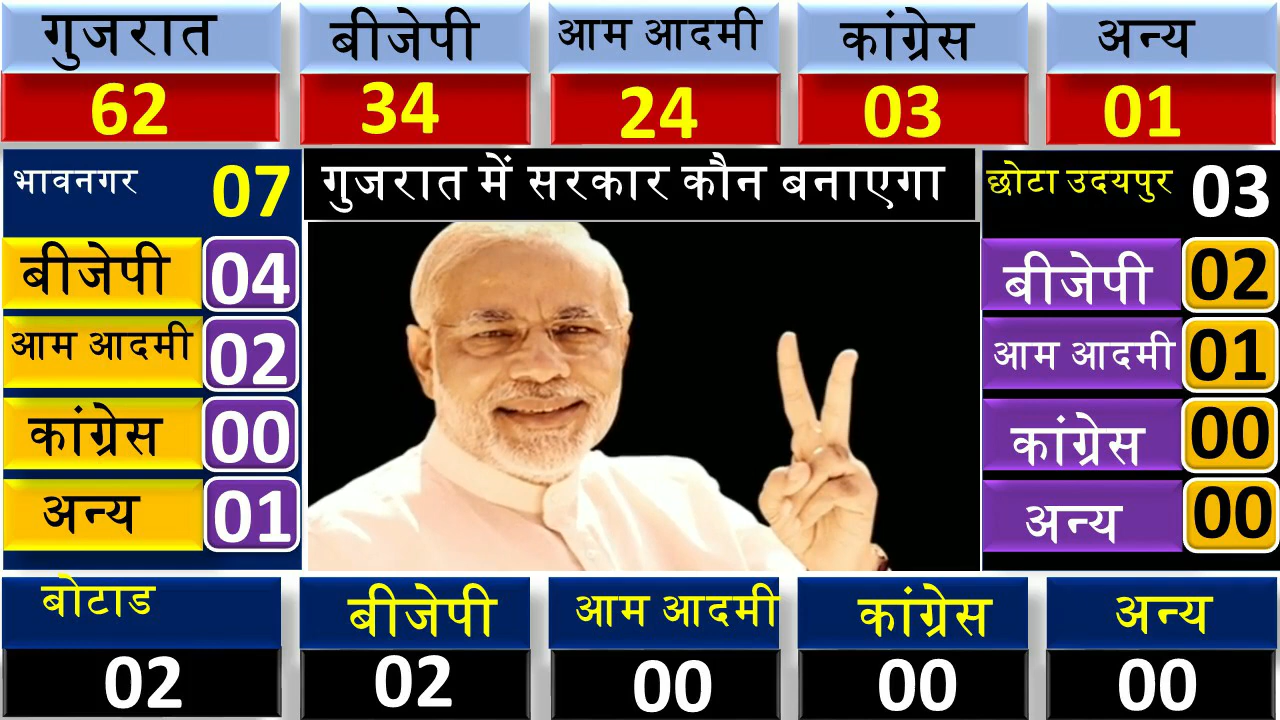 गुजरात बीजेपी आम आदमी कांग्रेस अन्य
62 34 24 03 01
भावनगर 07
बीजेपी 04
आम आदमी 02
कांग्रेस 00
अन्य 01
गुजरात में सरकार कौन बनाएगा
छोटा उदयपुर 03
बीजेपी 02
आम आदमी 01
कांग्रेस 00
अन्य 00
बोटाड बीजेपी आम आदमी कांग्रेस अन्य
02 02 00 00 00